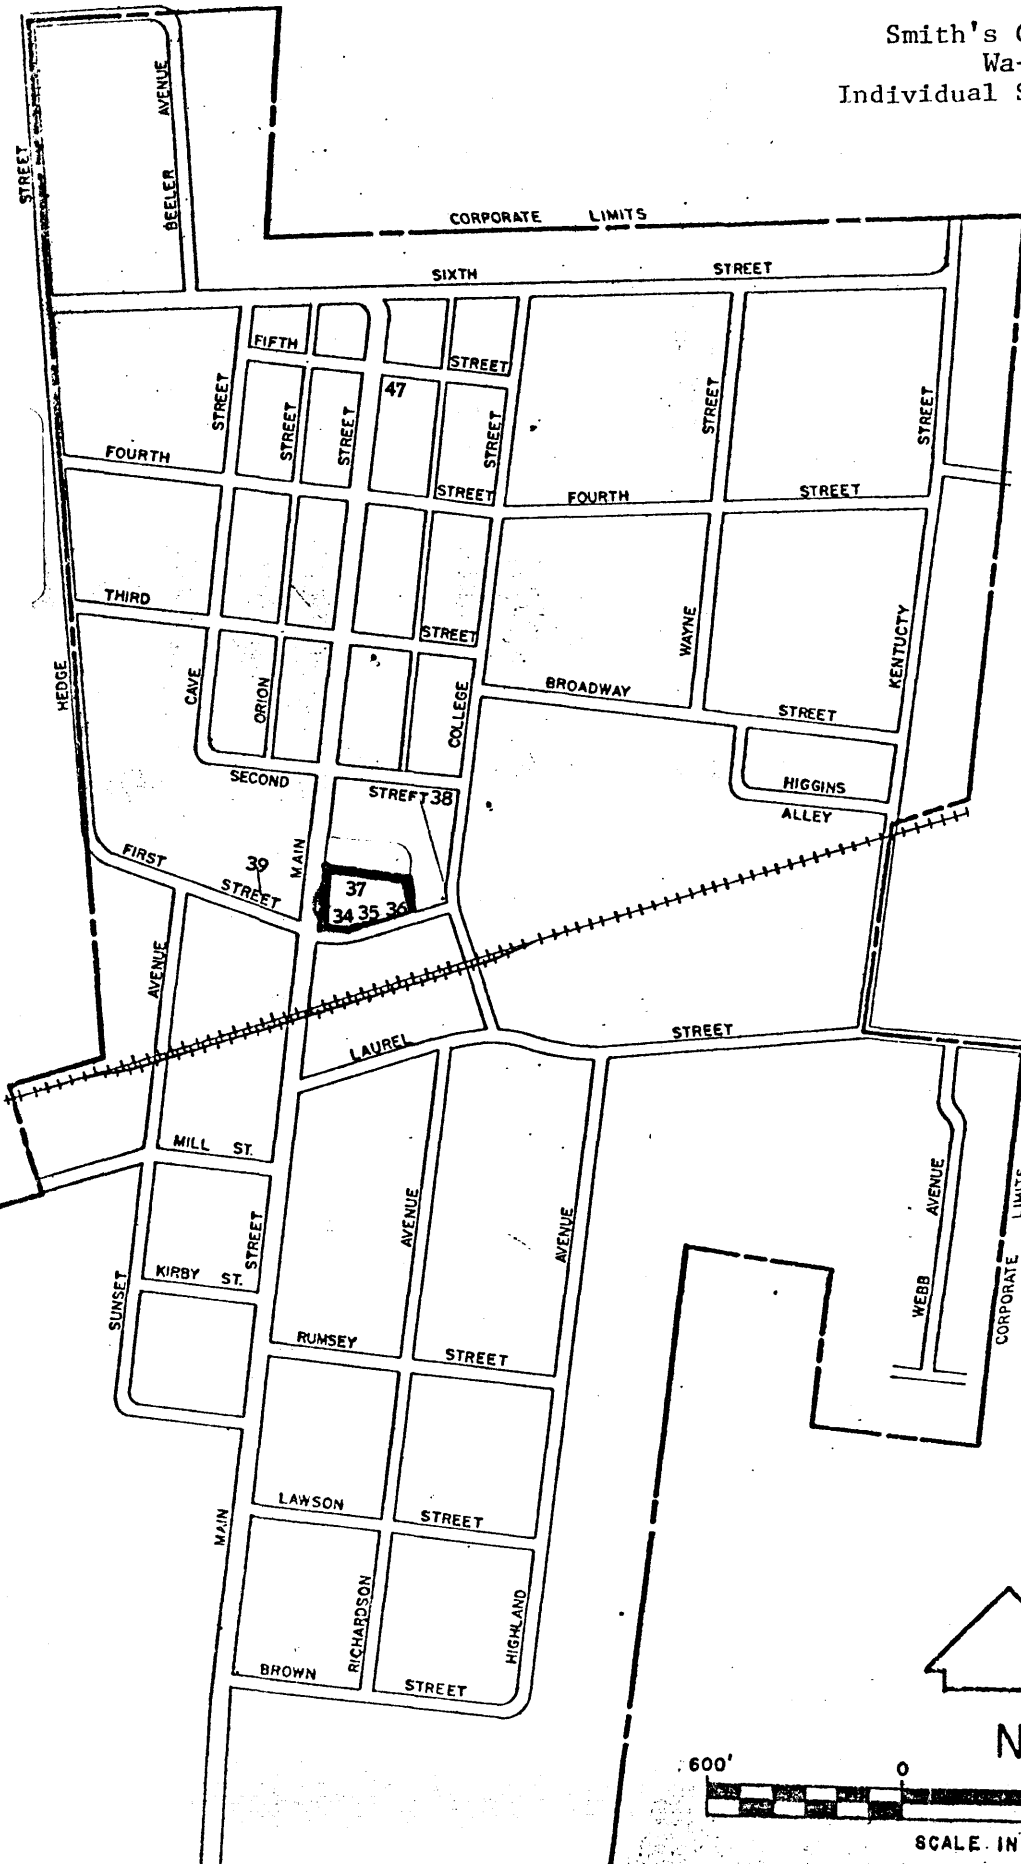 Smith's
Wa-
Individual S
STREET
BEELER AVENUE
CORPORATE LIMITS
SIXTH STREET
FIFTH STREET
47
STREET
STREET
STREET
STREET
STREET
STREET
FOURTH STREET
FOURTH STREET
THIRD STREET
HEDGE
CAVE
ORION
COLLEGE
WAYNE
KENTUCTY
BROADWAY STREET
SECOND STREET 38
HIGGINS
ALLEY
MAIN
FIRST STREET
39
37
34 35 36
AVENUE
LAUREL STREET
MILL ST.
STREET
AVENUE
AVENUE
AVENUE
WEBB
CORPORATE LIMITS
SUNSET
KIRBY ST.
RUMSEY STREET
LAWSON STREET
MAIN
RICHARDSON
HIGHLAND
BROWN STREET
N
600' 0
SCALE IN